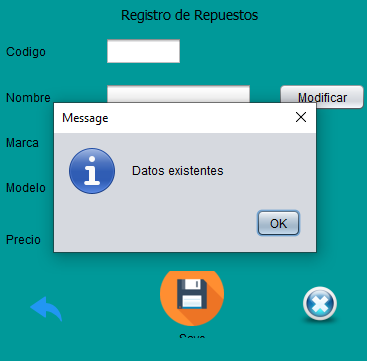 Registro de Repuestos
Codigo
Nombre
Modificar
Message
Marca
Datos existentes
Modelo
OK
Precio